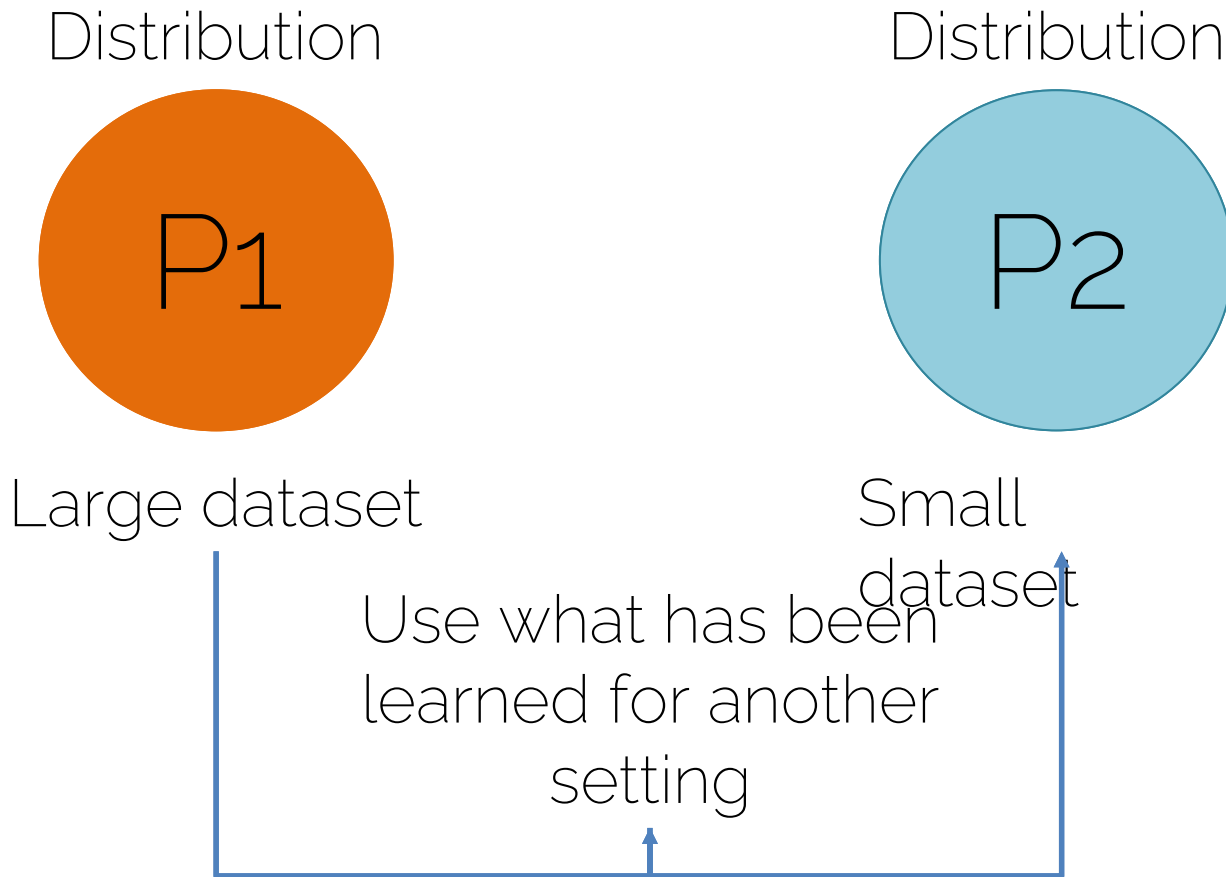 Distribution
Distribution
P1
P2
Large dataset
Small
dataset
Use what has been
learned for another
setting